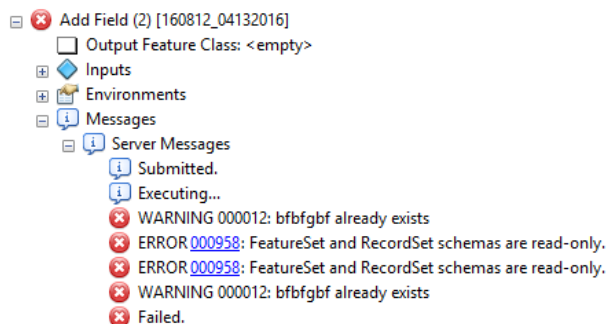 Add Field (2) [160812_04132016]
Output Feature Class: <empty>
Inputs
Environments
Messages
Server Messages
Submitted.
Executing...
WARNING 000012: bfbfgbf already exists
ERROR 000958: FeatureSet and RecordSet schemas are read-only.
ERROR 000958: FeatureSet and RecordSet schemas are read-only.
WARNING 000012: bfbfgbf already exists
Failed.